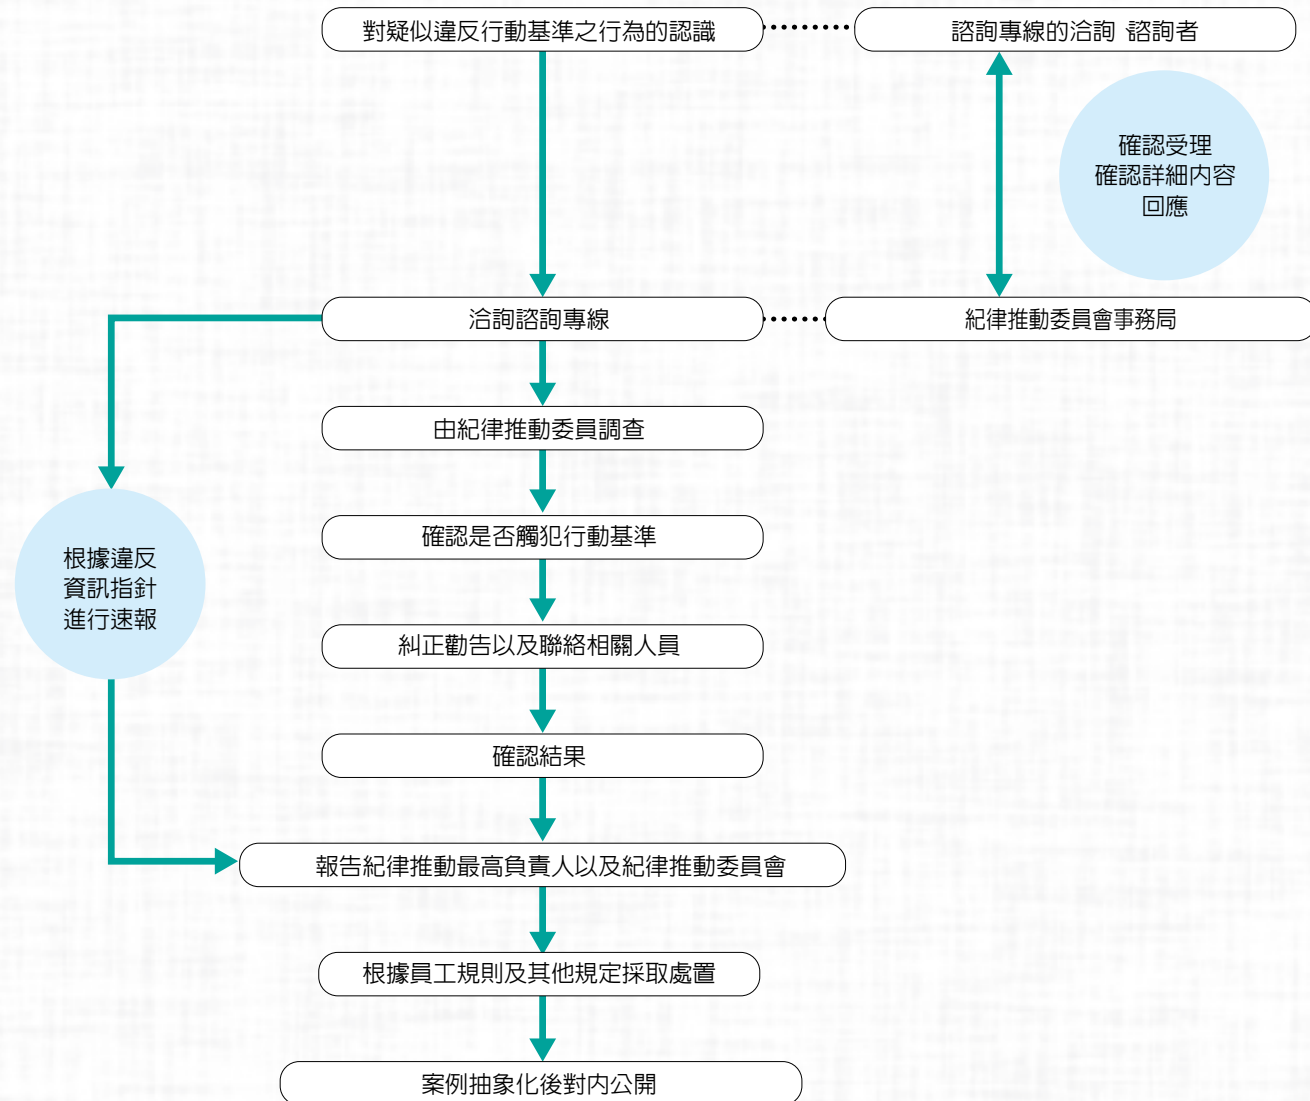 對疑似違反行動基準之行為的認識
諮詢專線的洽詢 諮詢者
確認受理
確認詳細内容
回應
洽詢諮詢專線
紀律推動委員會事務局
由紀律推動委員調查
確認是否觸犯行動基準
根據違反
資訊指針
進行速報
糾正勸告以及聯絡相關人員
確認結果
報告紀律推動最高負責人以及紀律推動委員會
根據員工規則及其他規定採取處置
案例抽象化後對内公開